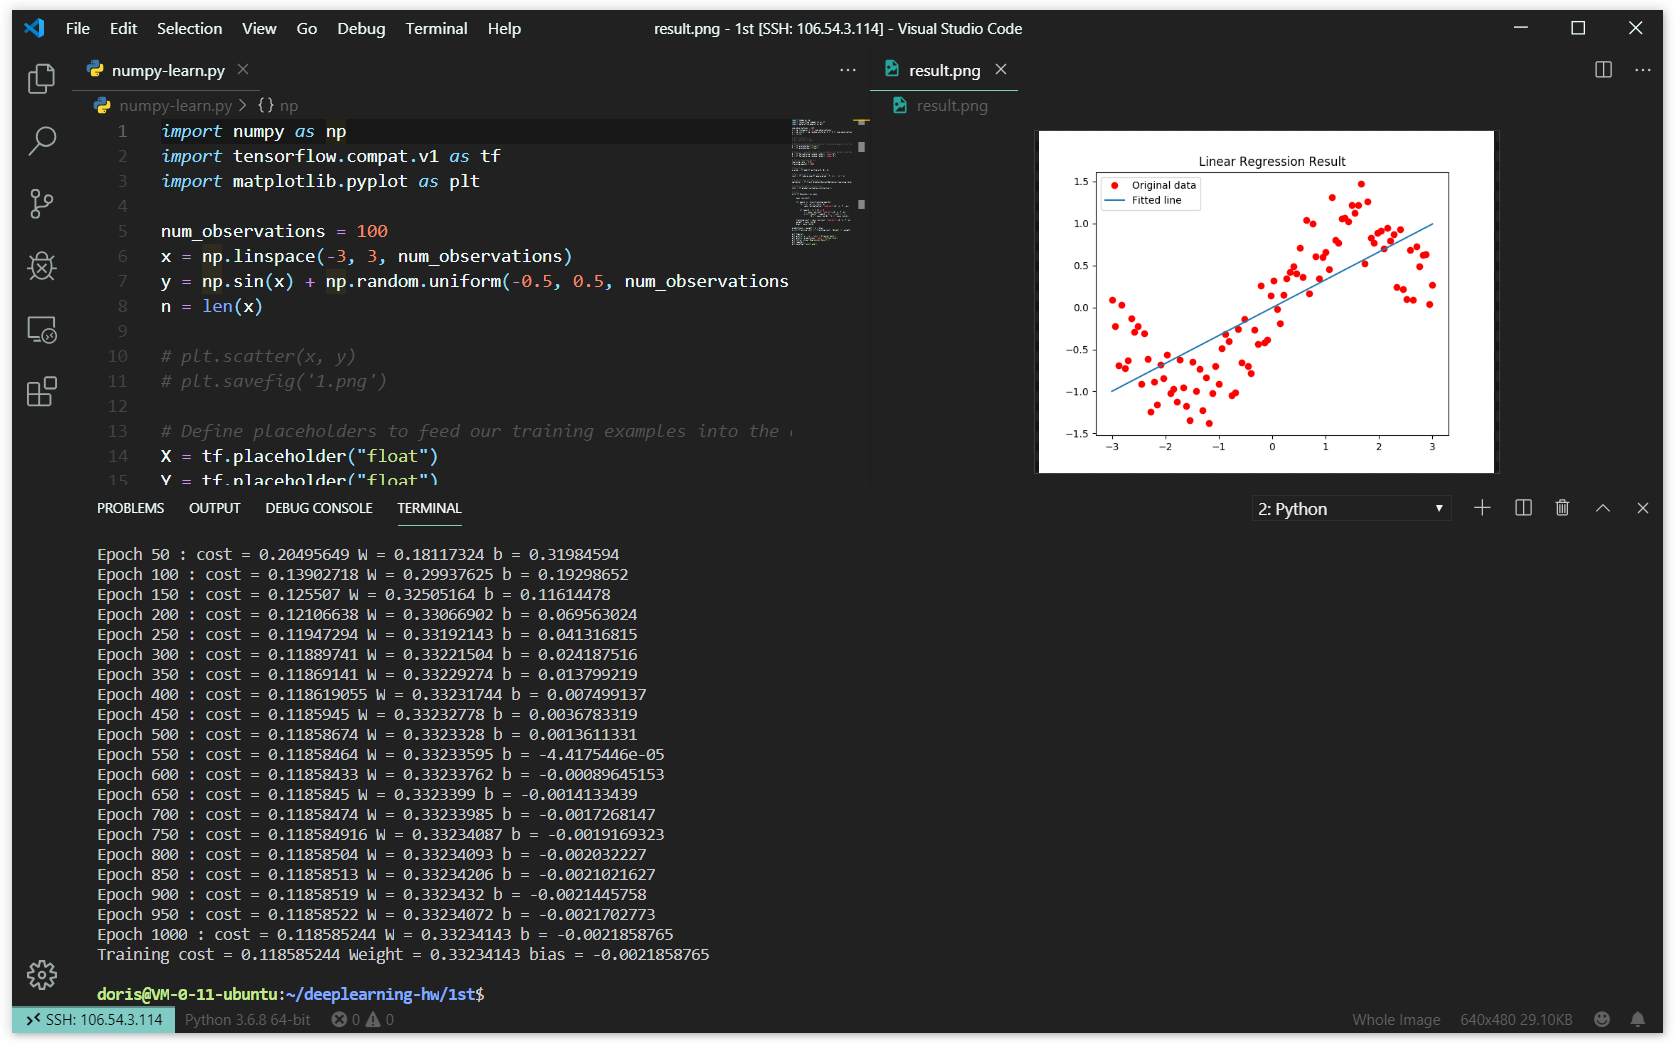 File Edit Selection View Go Debug Terminal Help result.png - 1st [SSH: 106.54.3.114] - Visual Studio Code
numpy-learn.py
numpy-learn.py > {} np
1 import numpy as np
2 import tensorflow.compat.v1 as tf
3 import matplotlib.pyplot as plt
4
5 num_observations = 100
6 x = np.linspace(-3, 3, num_observations)
7 y = np.sin(x) + np.random.uniform(-0.5, 0.5, num_observations
8 n = len(x)
9
10 # plt.scatter(x, y)
11 # plt.savefig('1.png')
12
13 # Define placeholders to feed our training examples into the
14 X = tf.placeholder("float")
15 Y = tf.placeholder("float")
result.png
result.png
Linear Regression Result
Original data
Fitted line
1.5
1.0
0.5
0.0
−0.5
−1.0
−1.5
−3 −2 −1 0 1 2 3
PROBLEMS OUTPUT DEBUG CONSOLE TERMINAL 2: Python
Epoch 50 : cost = 0.20495649 W = 0.18117324 b = 0.31984594
Epoch 100 : cost = 0.13902718 W = 0.29937625 b = 0.19298652
Epoch 150 : cost = 0.125507 W = 0.32505164 b = 0.11614478
Epoch 200 : cost = 0.12106638 W = 0.33066902 b = 0.069563024
Epoch 250 : cost = 0.11947294 W = 0.33192143 b = 0.041316815
Epoch 300 : cost = 0.11889741 W = 0.33221504 b = 0.024187516
Epoch 350 : cost = 0.11869141 W = 0.33229274 b = 0.013799219
Epoch 400 : cost = 0.118619055 W = 0.33231744 b = 0.007499137
Epoch 450 : cost = 0.1185945 W = 0.33232778 b = 0.0036783319
Epoch 500 : cost = 0.11858674 W = 0.3323328 b = 0.0013611331
Epoch 550 : cost = 0.11858464 W = 0.33233595 b = -4.4175446e-05
Epoch 600 : cost = 0.11858433 W = 0.33233762 b = -0.00089645153
Epoch 650 : cost = 0.1185845 W = 0.3323399 b = -0.0014133439
Epoch 700 : cost = 0.11858474 W = 0.33233985 b = -0.0017268147
Epoch 750 : cost = 0.118584916 W = 0.33234087 b = -0.0019169323
Epoch 800 : cost = 0.11858504 W = 0.33234093 b = -0.002032227
Epoch 850 : cost = 0.11858513 W = 0.33234206 b = -0.0021021627
Epoch 900 : cost = 0.11858519 W = 0.3323432 b = -0.0021445758
Epoch 950 : cost = 0.11858522 W = 0.33234072 b = -0.0021702773
Epoch 1000 : cost = 0.118585244 W = 0.33234143 b = -0.0021858765
Training cost = 0.118585244 Weight = 0.33234143 bias = -0.0021858765
doris@VM-0-11-ubuntu:~/deeplearning-hw/1st$
SSH: 106.54.3.114 Python 3.6.8 64-bit 0 0 Whole Image 640x480 29.10KB